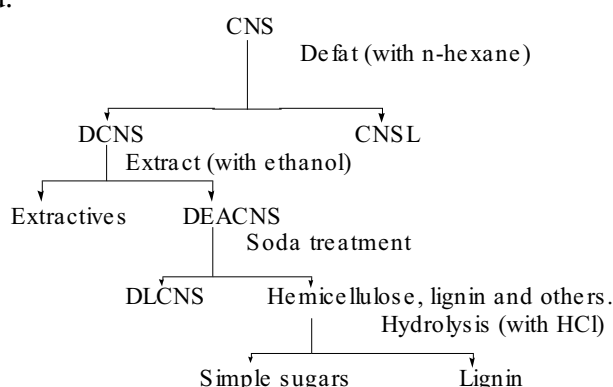 CNS
Defat (with n-hexane)
DCNS CNSL
Extract (with ethanol)
Extractives DEACNS
Soda treatment
DLCNS Hemicellulose, lignin and others.
Hydrolysis (with HCl)
Simple sugars Lignin